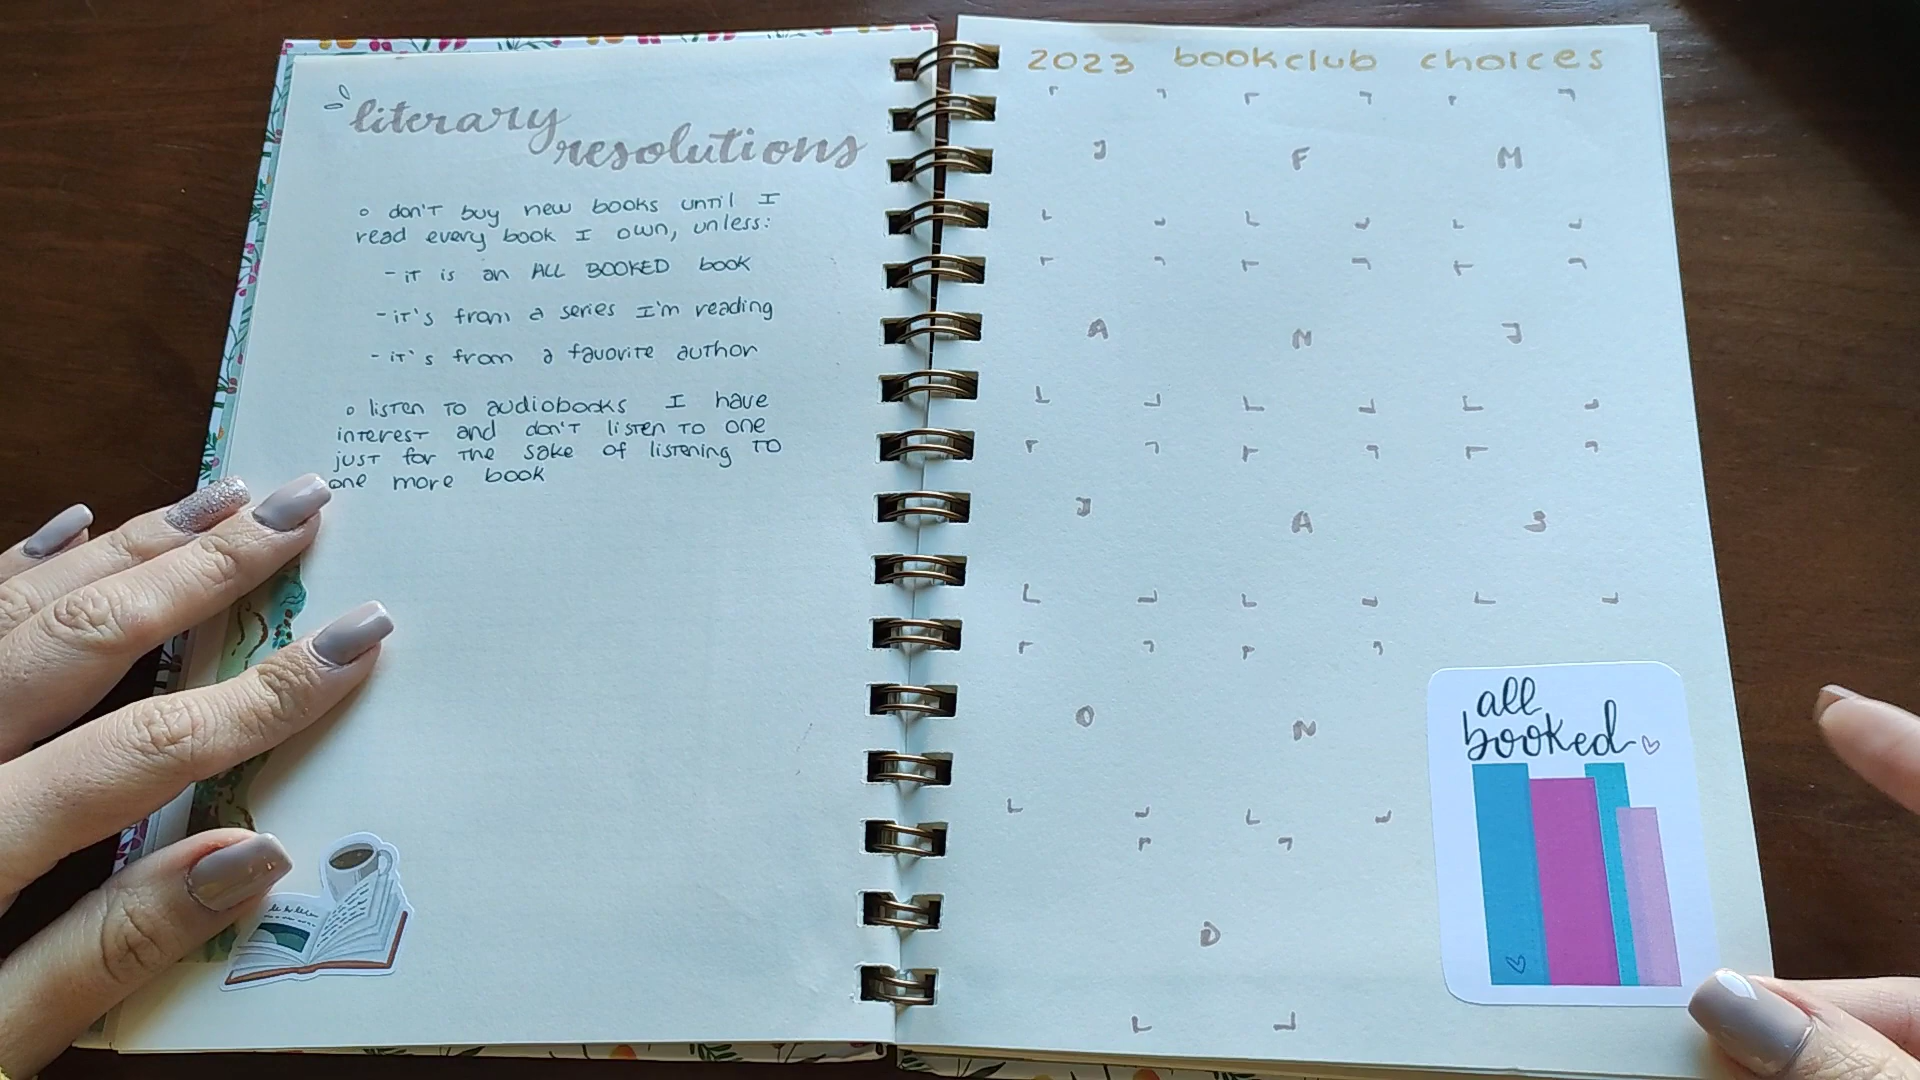 literary
resolutions
o don't buy new books until I
read every book I own, unless:
- it is an ALL BOOKED book
- it's from a series I'm reading
- it's from a favorite author
o listen to audiobooks I have
interest and don't listen to one
just for the sake of listening to
one more book
2023 bookclub choices
J F M
A N J
J A S
O N
D
all
booked